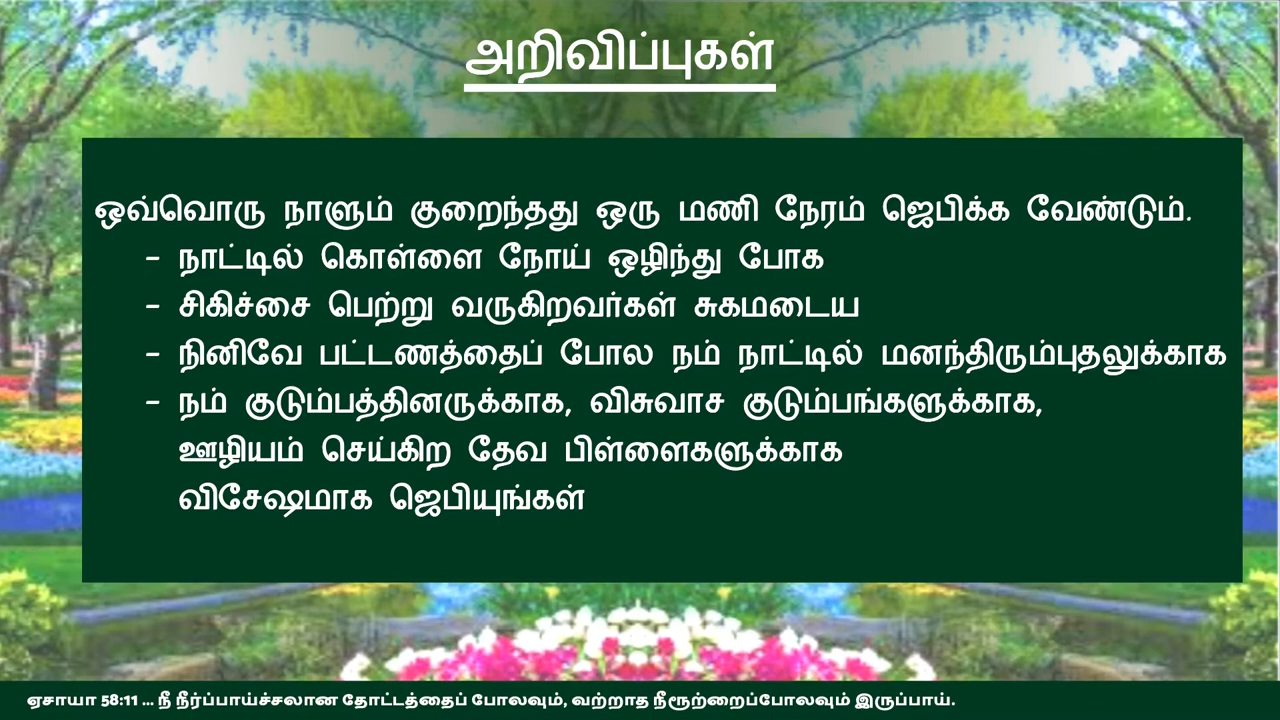 அறிவிப்புகள்
ஒவ்வொரு நாளும் குறைந்தது ஒரு மணி நேரம் ஜெபிக்க வேண்டும்.
- நாட்டில் கொள்ளை நோய் ஒழிந்து போக
- சிகிச்சை பெற்று வருகிறவர்கள் சுகமடைய
- நினிவே பட்டணத்தைப் போல நம் நாட்டில் மனந்திரும்புதலுக்காக
- நம் குடும்பத்தினருக்காக, விசுவாச குடும்பங்களுக்காக,
ஊழியம் செய்கிற தேவ பிள்ளைகளுக்காக
விசேஷமாக ஜெபியுங்கள்
ஏசாயா 58:11 ... நீ நீர்ப்பாய்ச்சலான தோட்டத்தைப் போலவும், வற்றாத நீரூற்றைப்போலவும் இருப்பாய்.